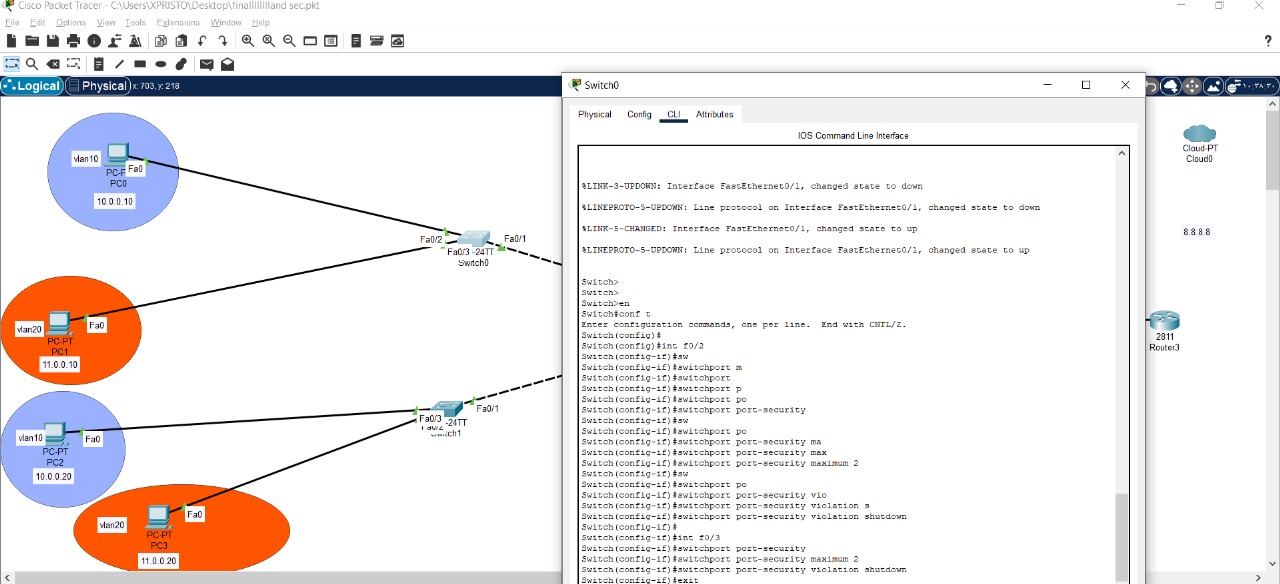 Cisco Packet Tracer - C:\Users\XPRISTO\Desktop\finallllllland sec.pkt
File Edit Options View Tools Extensions Window Help
?
Logical Physical x: 703, y: 218
vlan10
Fa0
PC0
10.0.0.10
vlan20
Fa0
PC-PT
PC1
11.0.0.10
vlan10
Fa0
PC-PT
PC2
10.0.0.20
vlan20
Fa0
PC-PT
PC3
11.0.0.20
Fa0/2
Fa0/1
Fa0/3
-24TT
Switch0
Fa0/3
Fa0/1
-24TT
Switch1
Switch0
Physical Config CLI Attributes
IOS Command Line Interface
%LINK-3-UPDOWN: Interface FastEthernet0/1, changed state to down
%LINEPROTO-5-UPDOWN: Line protocol on Interface FastEthernet0/1, changed state to down
%LINK-5-CHANGED: Interface FastEthernet0/1, changed state to up
%LINEPROTO-5-UPDOWN: Line protocol on Interface FastEthernet0/1, changed state to up
Switch>
Switch>
Switch>en
Switch#conf t
Enter configuration commands, one per line. End with CNTL/Z.
Switch(config)#
Switch(config)#int f0/2
Switch(config-if)#sw
Switch(config-if)#switchport m
Switch(config-if)#switchport
Switch(config-if)#switchport p
Switch(config-if)#switchport po
Switch(config-if)#switchport port-security
Switch(config-if)#sw
Switch(config-if)#switchport po
Switch(config-if)#switchport port-security ma
Switch(config-if)#switchport port-security max
Switch(config-if)#switchport port-security maximum 2
Switch(config-if)#sw
Switch(config-if)#switchport po
Switch(config-if)#switchport port-security vio
Switch(config-if)#switchport port-security violation s
Switch(config-if)#switchport port-security violation shutdown
Switch(config-if)#
Switch(config-if)#int f0/3
Switch(config-if)#switchport port-security
Switch(config-if)#switchport port-security maximum 2
Switch(config-if)#switchport port-security violation shutdown
Switch(config-if)#exit
Cloud-PT
Cloud0
8.8.8.8
2811
Router3